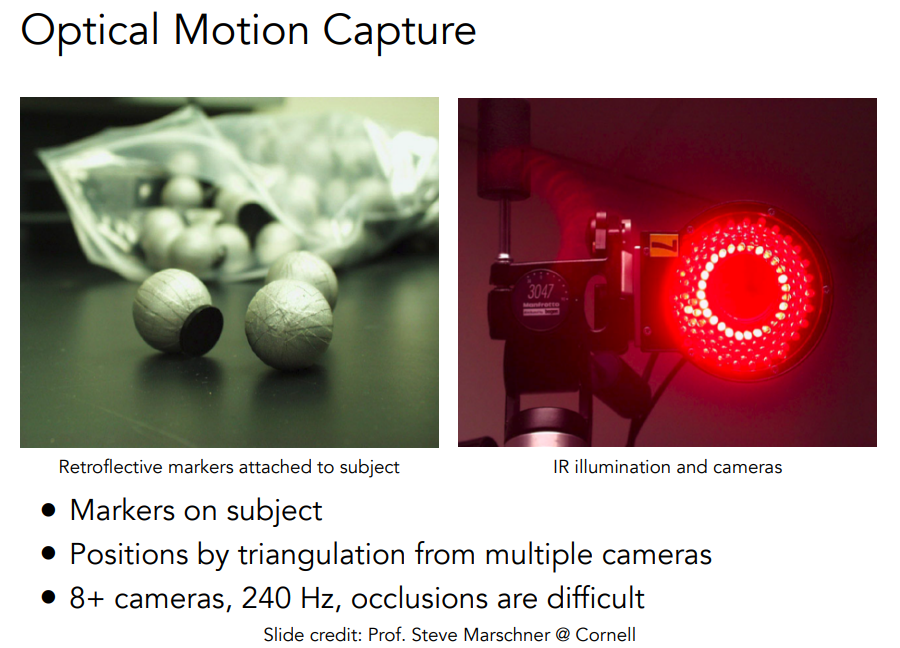 Optical Motion Capture
3047
Manfrotto
Retroflective markers attached to subject
IR illumination and cameras
Markers on subject
Positions by triangulation from multiple cameras
8+ cameras, 240 Hz, occlusions are difficult
Slide credit: Prof. Steve Marschner @ Cornell